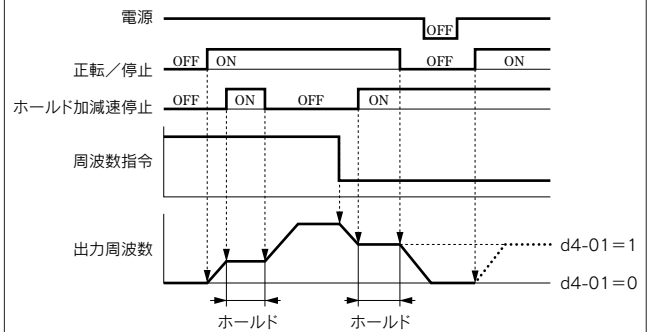 電源
OFF
正転／停止
OFF ON OFF ON
ホールド加減速停止
OFF ON OFF ON
周波数指令
出力周波数
d4-01＝1
d4-01＝0
ホールド ホールド